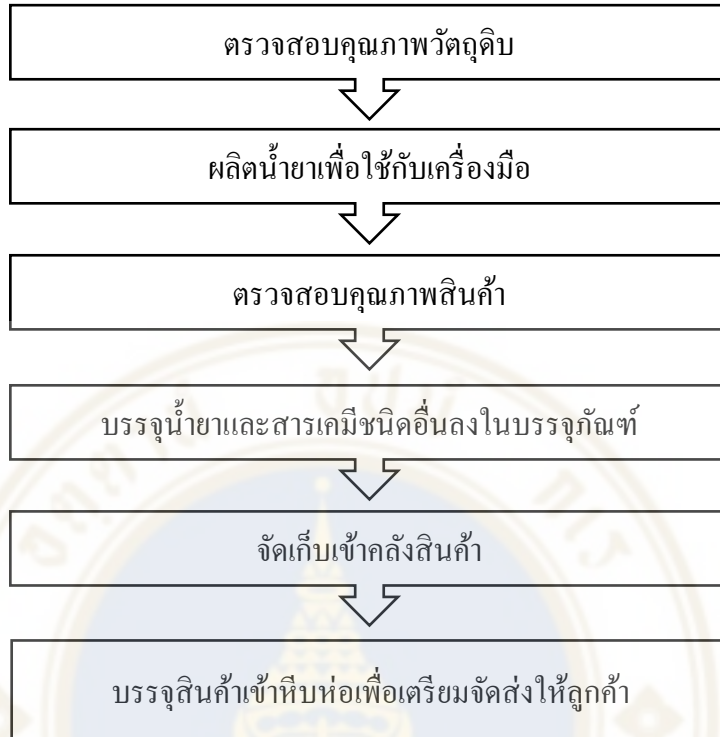 ตรวจสอบคุณภาพวัตถุดิบ
ผลิตน้ำยาเพื่อใช้กับเครื่องมือ
ตรวจสอบคุณภาพสินค้า
บรรจุน้ำยาและสารเคมีชนิดอื่นลงในบรรจุภัณฑ์
จัดเก็บเข้าคลังสินค้า
บรรจุสินค้าเข้าหีบห่อเพื่อเตรียมจัดส่งให้ลูกค้า